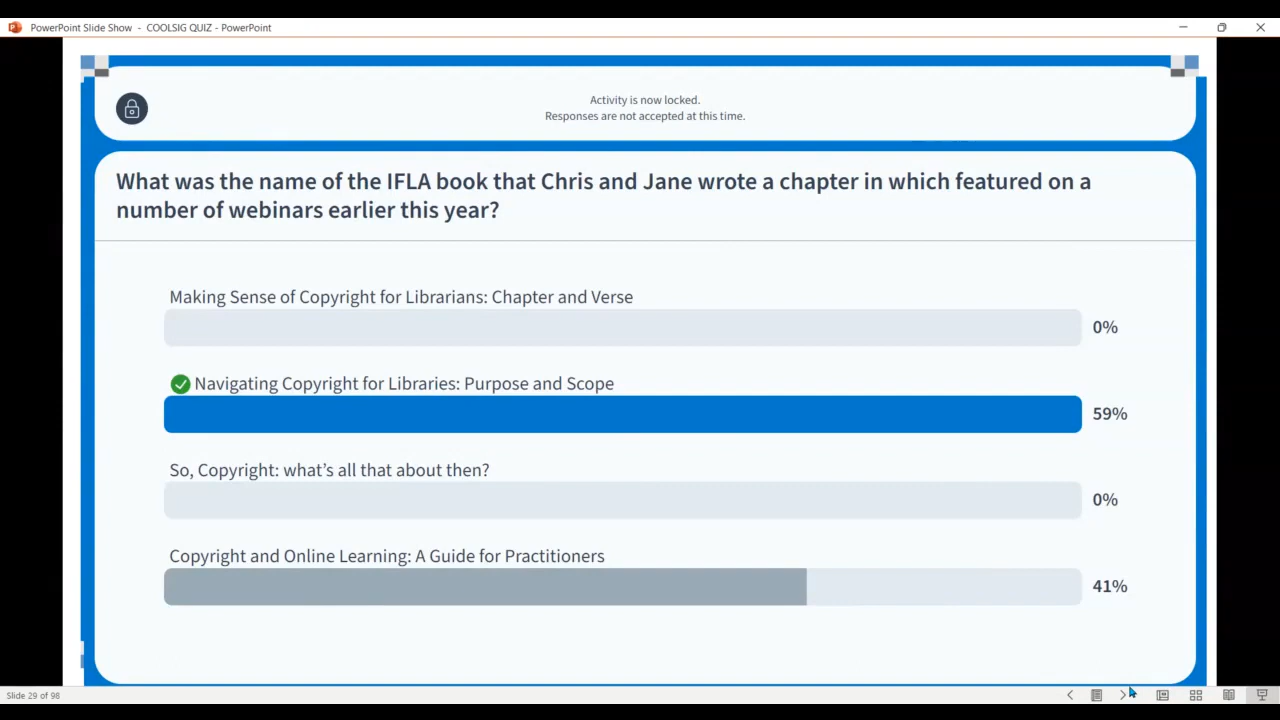 PowerPoint Slide Show - COOLSIG QUIZ - PowerPoint
Activity is now locked.
Responses are not accepted at this time.
What was the name of the IFLA book that Chris and Jane wrote a chapter in which featured on a
number of webinars earlier this year?
Making Sense of Copyright for Librarians: Chapter and Verse
0%
Navigating Copyright for Libraries: Purpose and Scope
59%
So, Copyright: what’s all that about then?
0%
Copyright and Online Learning: A Guide for Practitioners
41%
Slide 29 of 98